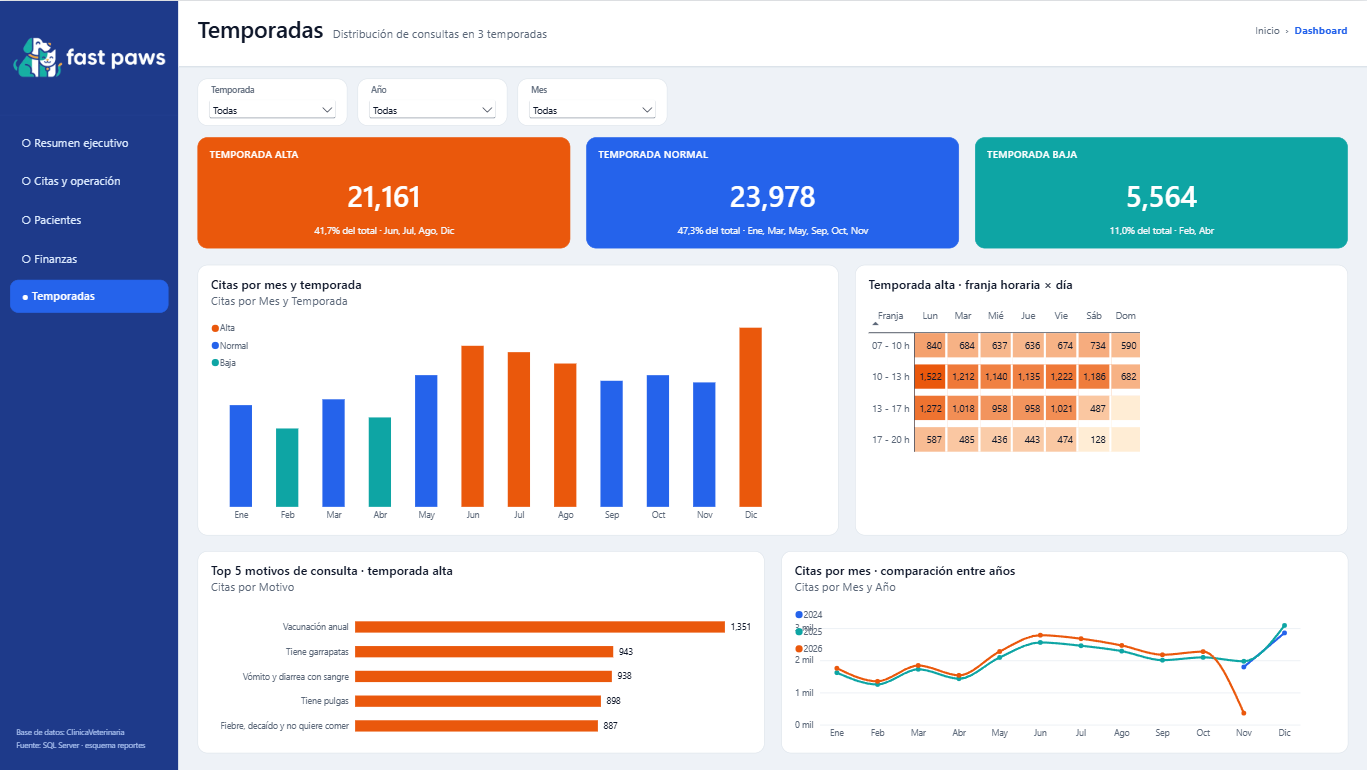 fast paws
Resumen ejecutivo
Citas y operación
Pacientes
Finanzas
Temporadas
Base de datos: ClinicaVeterinaria
Fuente: SQL Server · esquema reportes
Temporadas Distribución de consultas en 3 temporadas
Inicio › Dashboard
Temporada Año Mes
Todas Todas Todas
TEMPORADA ALTA
21,161
41,7% del total · Jun, Jul, Ago, Dic
TEMPORADA NORMAL
23,978
47,3% del total · Ene, Mar, May, Sep, Oct, Nov
TEMPORADA BAJA
5,564
11,0% del total · Feb, Abr
Citas por mes y temporada
Citas por Mes y Temporada
Alta
Normal
Baja
Ene Feb Mar Abr May Jun Jul Ago Sep Oct Nov Dic
Temporada alta · franja horaria × día
Franja Lun Mar Mié Jue Vie Sáb Dom
07 - 10 h 840 684 637 636 674 734 590
10 - 13 h 1,522 1,212 1,140 1,135 1,222 1,186 682
13 - 17 h 1,272 1,018 958 958 1,021 487
17 - 20 h 587 485 436 443 474 128
Top 5 motivos de consulta · temporada alta
Citas por Motivo
Vacunación anual 1,351
Tiene garrapatas 943
Vómito y diarrea con sangre 938
Tiene pulgas 898
Fiebre, decaído y no quiere comer 887
Citas por mes · comparación entre años
Citas por Mes y Año
2024
3 mil
2025
2026
2 mil
1 mil
0 mil
Ene Feb Mar Abr May Jun Jul Ago Sep Oct Nov Dic